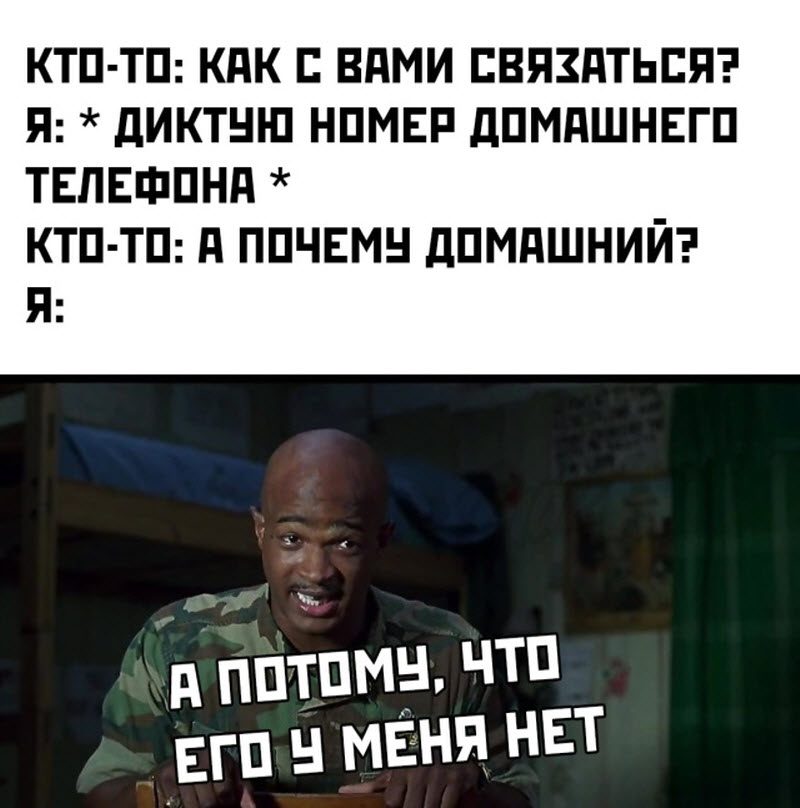 КТО-ТО: КАК С ВАМИ СВЯЗАТЬСЯ?
Я: * ДИКТУЮ НОМЕР ДОМАШНЕГО
ТЕЛЕФОНА *
КТО-ТО: А ПОЧЕМУ ДОМАШНИЙ?
Я:
А ПОТОМУ, ЧТО
ЕГО У МЕНЯ НЕТ